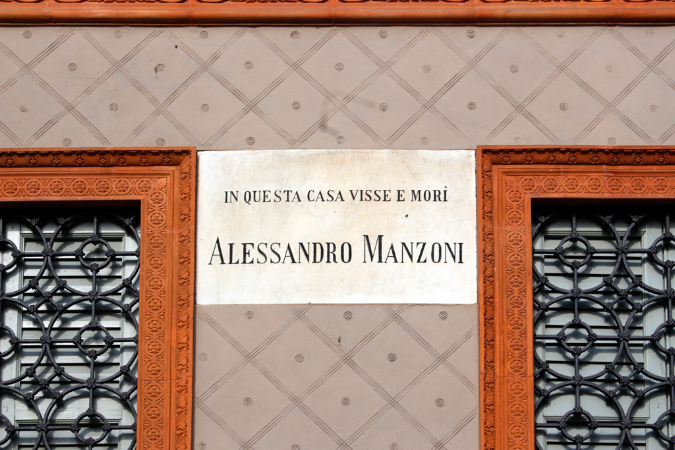 IN QUESTA CASA VISSE E MORÌ
ALESSANDRO MANZONI